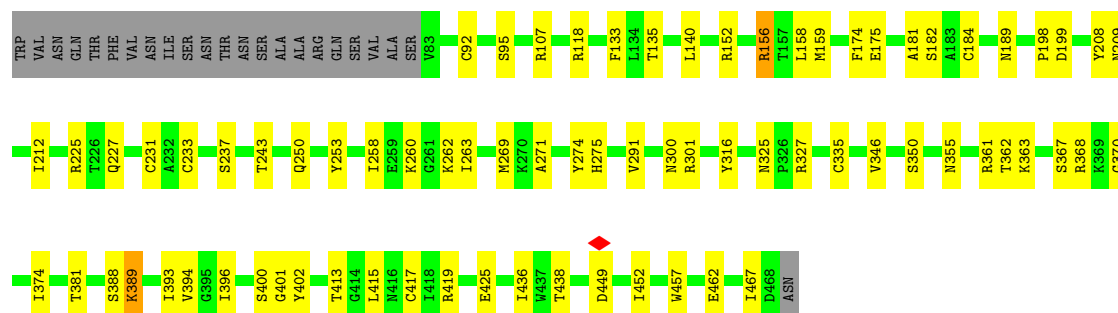 TRP VAL ASN GLN THR PHE VAL ASN ILE SER ASN THR ASN SER ALA ALA ARG GLN SER VAL ALA SER V83 C92 S95 R107 R118 F133 L134 T135 L140 R152 R156 T157 L158 M159 F174 E175 A181 S182 A183 C184 N189 P198 D199 Y208 N209
I212 R225 T226 Q227 C231 A232 C233 S237 T243 Q250 Y253 I258 E259 K260 G261 K262 I263 M269 K270 A271 Y274 H275 V291 N300 R301 Y316 N325 P326 R327 C335 V346 S350 N355 R361 T362 K363 S367 R368 K369
I374 T381 S388 K389 I393 V394 G395 I396 S400 G401 Y402 T413 G414 L415 N416 C417 I418 R419 E425 I436 W437 T438 D449 I452 W457 E462 I467 D468 ASN